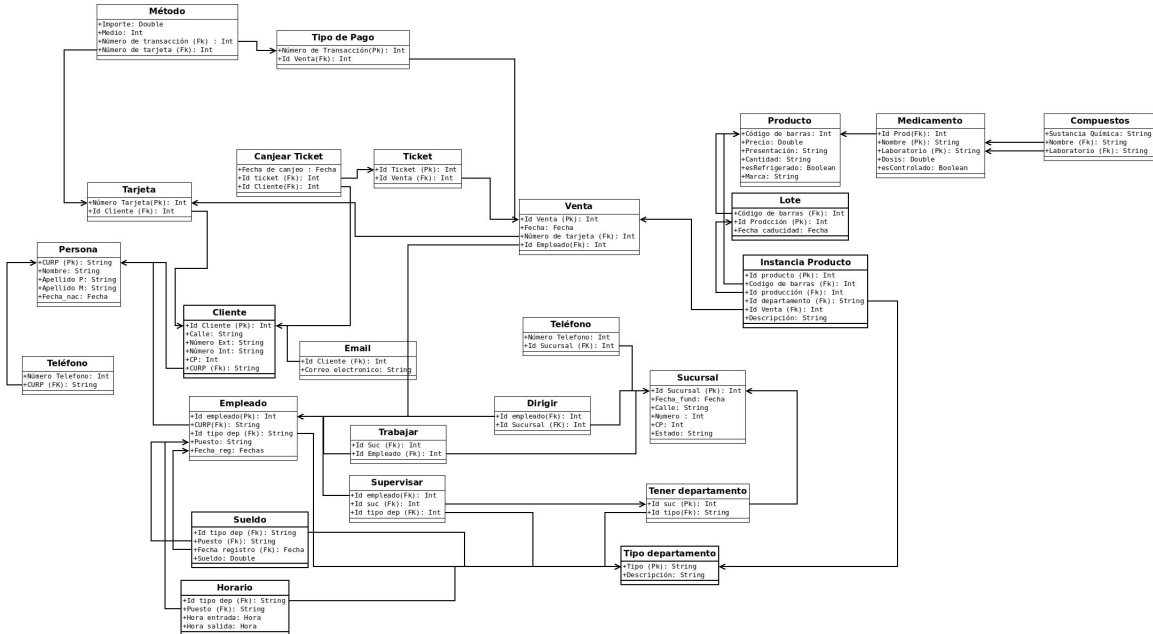 Método
+Importe: Double
+Medio: Int
+Número de transacción (Fk) : Int
+Número de tarjeta (Fk): Int
Tipo de Pago
+Número de Transacción(Pk): Int
+Id Venta(Fk): Int
Canjear Ticket
+Fecha de canjeo : Fecha
+Id ticket (Fk): Int
+Id Cliente(Fk): Int
Ticket
+Id Ticket (Pk): Int
+Id Venta (Fk): Int
Producto
+Código de barras: Int
+Precio: Double
+Presentación: String
+Cantidad: String
+esRefrigerado: Boolean
+Marca: String
Medicamento
+Id Prod(Fk): Int
+Nombre (Pk): String
+Laboratorio (Pk): String
+Dosis: Double
+esControlado: Boolean
Compuestos
+Sustancia Química: String
+Nombre (Fk): String
+Laboratorio (Fk): String
Tarjeta
+Número Tarjeta(Pk): Int
+Id Cliente (Fk): Int
Venta
+Id Venta (Pk): Int
+Fecha: Fecha
+Número de tarjeta (Fk): Int
+Id Empleado(Fk): Int
Lote
+Código de barras (Fk): Int
+Id Prodcción (Pk): Int
+Fecha caducidad: Fecha
Persona
+CURP (Pk): String
+Nombre: String
+Apellido P: String
+Apellido M: String
+Fecha_nac: Fecha
Instancia Producto
+Id producto (Pk): Int
+Codigo de barras (Fk): Int
+Id producción (Fk): Int
+Id departamento (Fk): String
+Id Venta (Fk): Int
+Descripción: String
Cliente
+Id Cliente (Pk): Int
+Calle: String
+Número Ext: String
+Número Int: String
+CP: Int
+CURP (Fk): String
Teléfono
+Número Telefono: Int
+CURP (Fk): String
Email
+Id Cliente (Fk): Int
+Correo electronico: String
Teléfono
+Número Telefono: Int
+Id Sucursal (FK): Int
Sucursal
+Id Sucursal (Pk): Int
+Fecha_fund: Fecha
+Calle: String
+Numero : Int
+CP: Int
+Estado: String
Empleado
+Id empleado(Pk): Int
+CURP(Fk): String
+Id tipo dep (Fk): String
+Puesto: String
+Fecha_reg: Fechas
Dirigir
+Id empleado(Fk): Int
+Id Sucursal (FK): Int
Trabajar
+Id Suc (Fk): Int
+Id Empleado (Fk): Int
Supervisar
+Id empleado(Fk): Int
+Id suc (Fk): Int
+Id tipo dep (FK): Int
Tener departamento
+Id suc (Pk): Int
+Id tipo(Fk): String
Sueldo
+Id tipo dep (Fk): String
+Puesto (Fk): String
+Fecha registro (Fk): Fecha
+Sueldo: Double
Tipo departamento
+Tipo (Pk): String
+Descripción: String
Horario
+Id tipo dep (Fk): String
+Puesto (Fk): String
+Hora entrada: Hora
+Hora salida: Hora